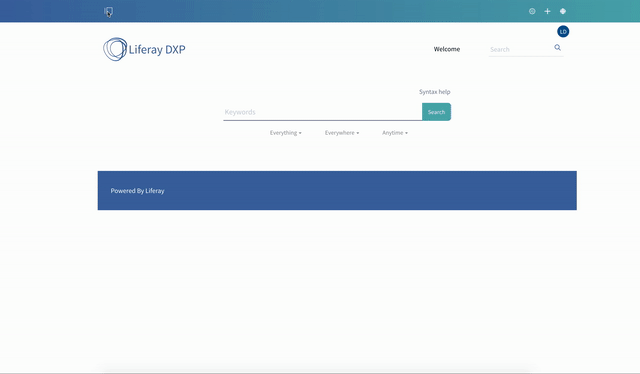 LD
Liferay DXP
Welcome
Search
Syntax help
Keywords
Search
Everything
Everywhere
Anytime
Powered By Liferay